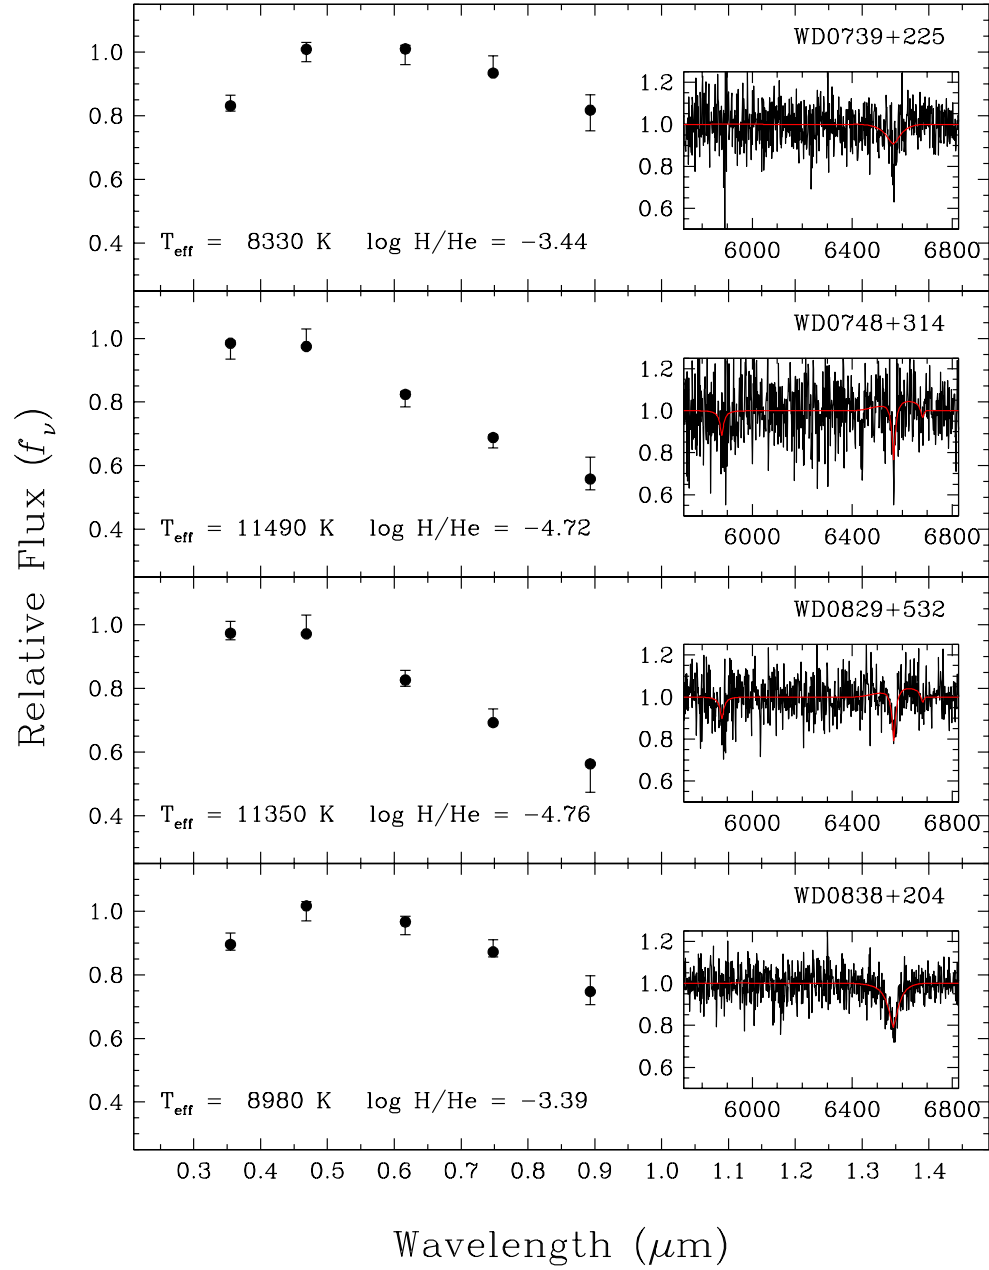 Relative Flux (fν)
WD0739+225
1.0
0.8
0.6
0.4
1.2
1.0
0.8
0.6
6000 6400 6800
Teff = 8330 K log H/He = −3.44
WD0748+314
1.0
0.8
0.6
0.4
1.2
1.0
0.8
0.6
6000 6400 6800
Teff = 11490 K log H/He = −4.72
WD0829+532
1.0
0.8
0.6
0.4
1.2
1.0
0.8
0.6
6000 6400 6800
Teff = 11350 K log H/He = −4.76
WD0838+204
1.0
0.8
0.6
0.4
1.2
1.0
0.8
0.6
6000 6400 6800
Teff = 8980 K log H/He = −3.39
0.3 0.4 0.5 0.6 0.7 0.8 0.9 1.0 1.1 1.2 1.3 1.4
Wavelength (μm)